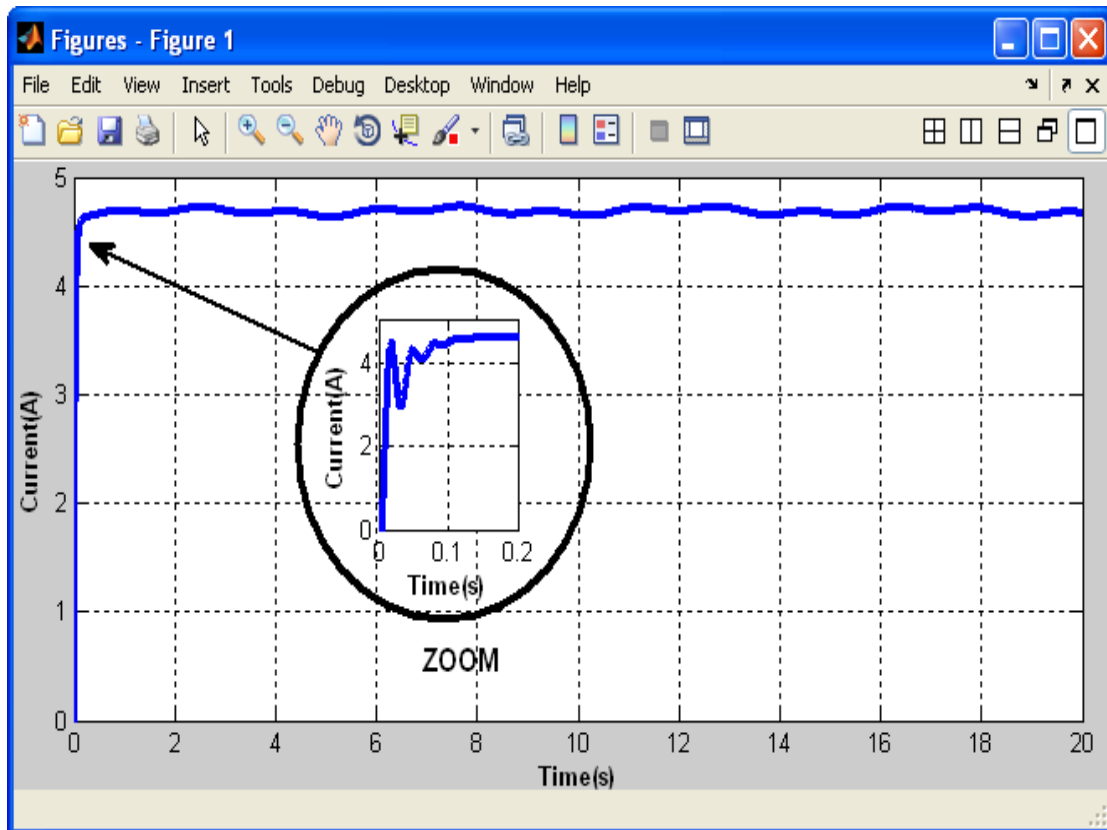 Figures - Figure 1
File Edit View Insert Tools Debug Desktop Window Help
5
4
3
2
1
0
Current(A)
4
2
0
Current(A)
0 0.1 0.2
Time(s)
ZOOM
0 2 4 6 8 10 12 14 16 18 20
Time(s)